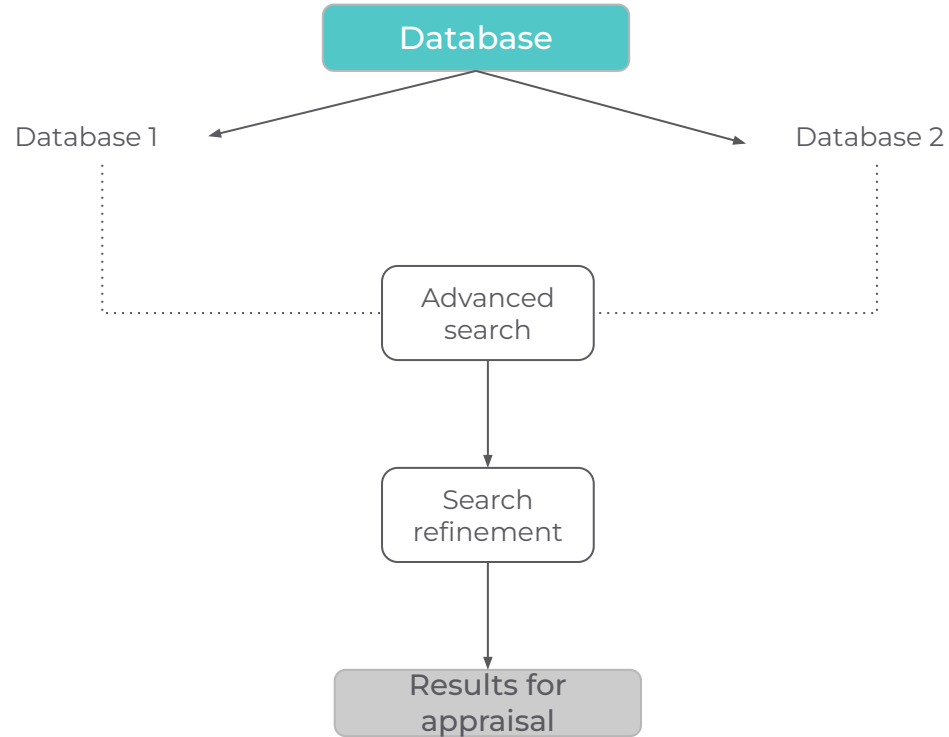 Database
Database 1
Database 2
Advanced
search
Search
refinement
Results for
appraisal